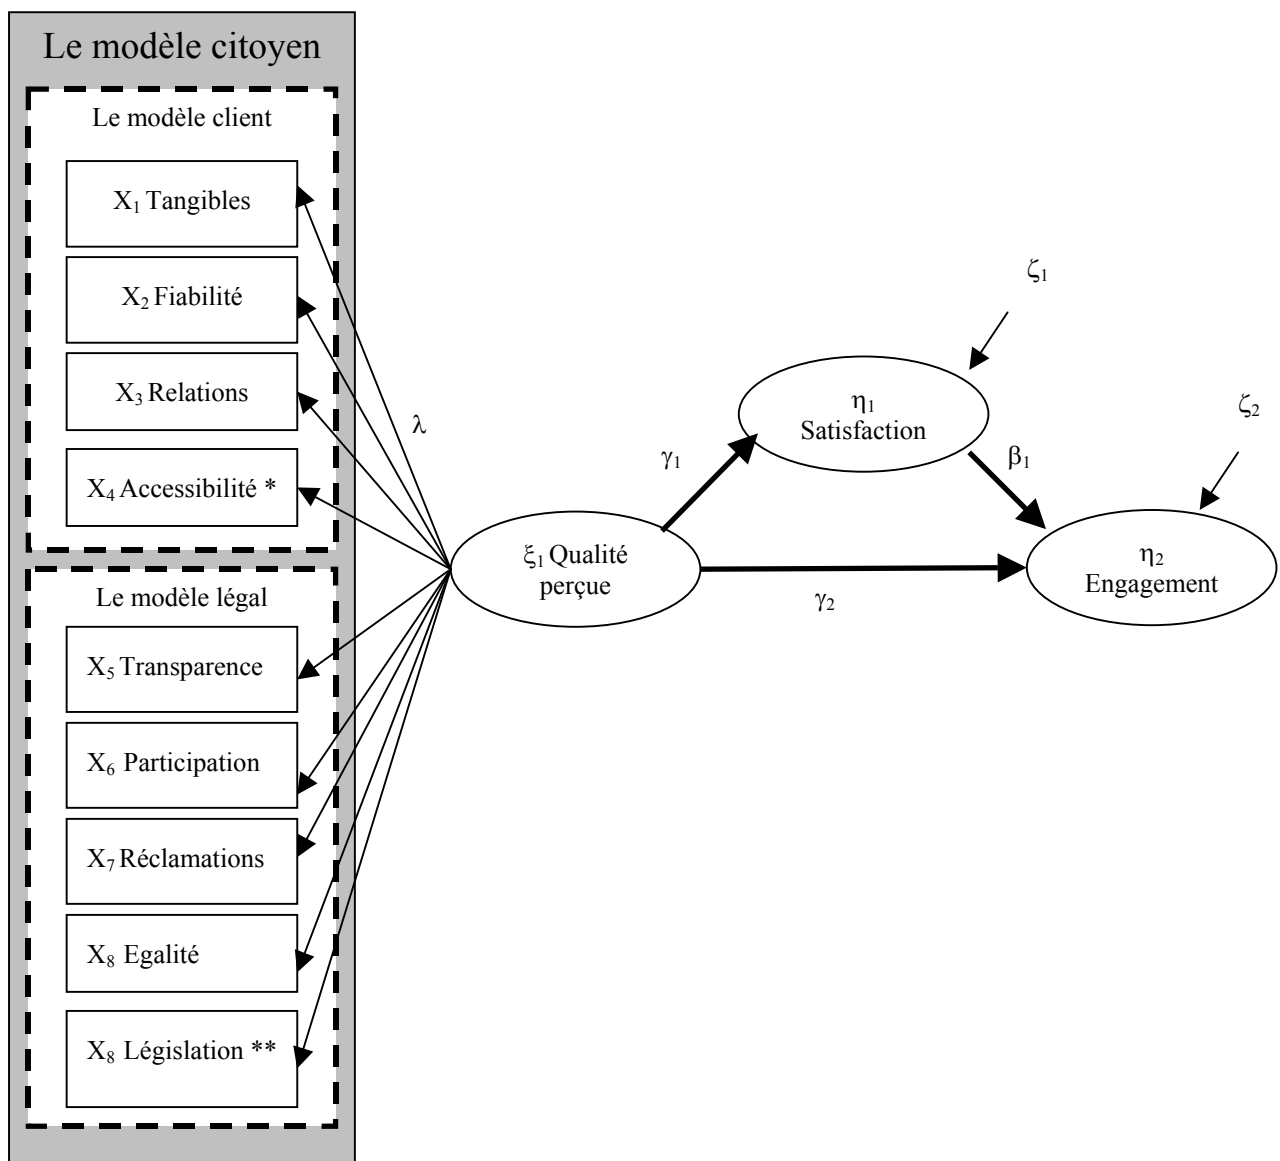 Le modèle citoyen
Le modèle client
X₁ Tangibles
X₂ Fiabilité
X₃ Relations
X₄ Accessibilité *
Le modèle légal
X₅ Transparence
X₆ Participation
X₇ Réclamations
X₈ Egalité
X₈ Législation **
λ
ξ₁ Qualité
perçue
γ₁
γ₂
η₁
Satisfaction
ζ₁
β₁
ζ₂
η₂
Engagement